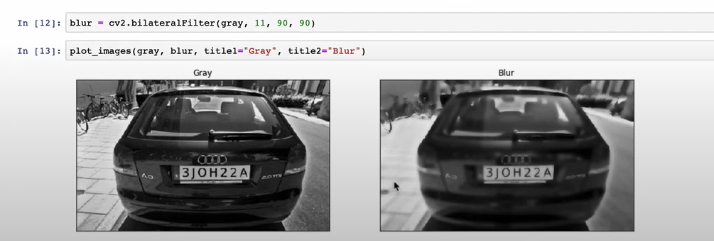 In [12]: blur = cv2.bilateralFilter(gray, 11, 90, 90)
In [13]: plot_images(gray, blur, title1="Gray", title2="Blur")
Gray Blur
3JOH22A 3JOH22A